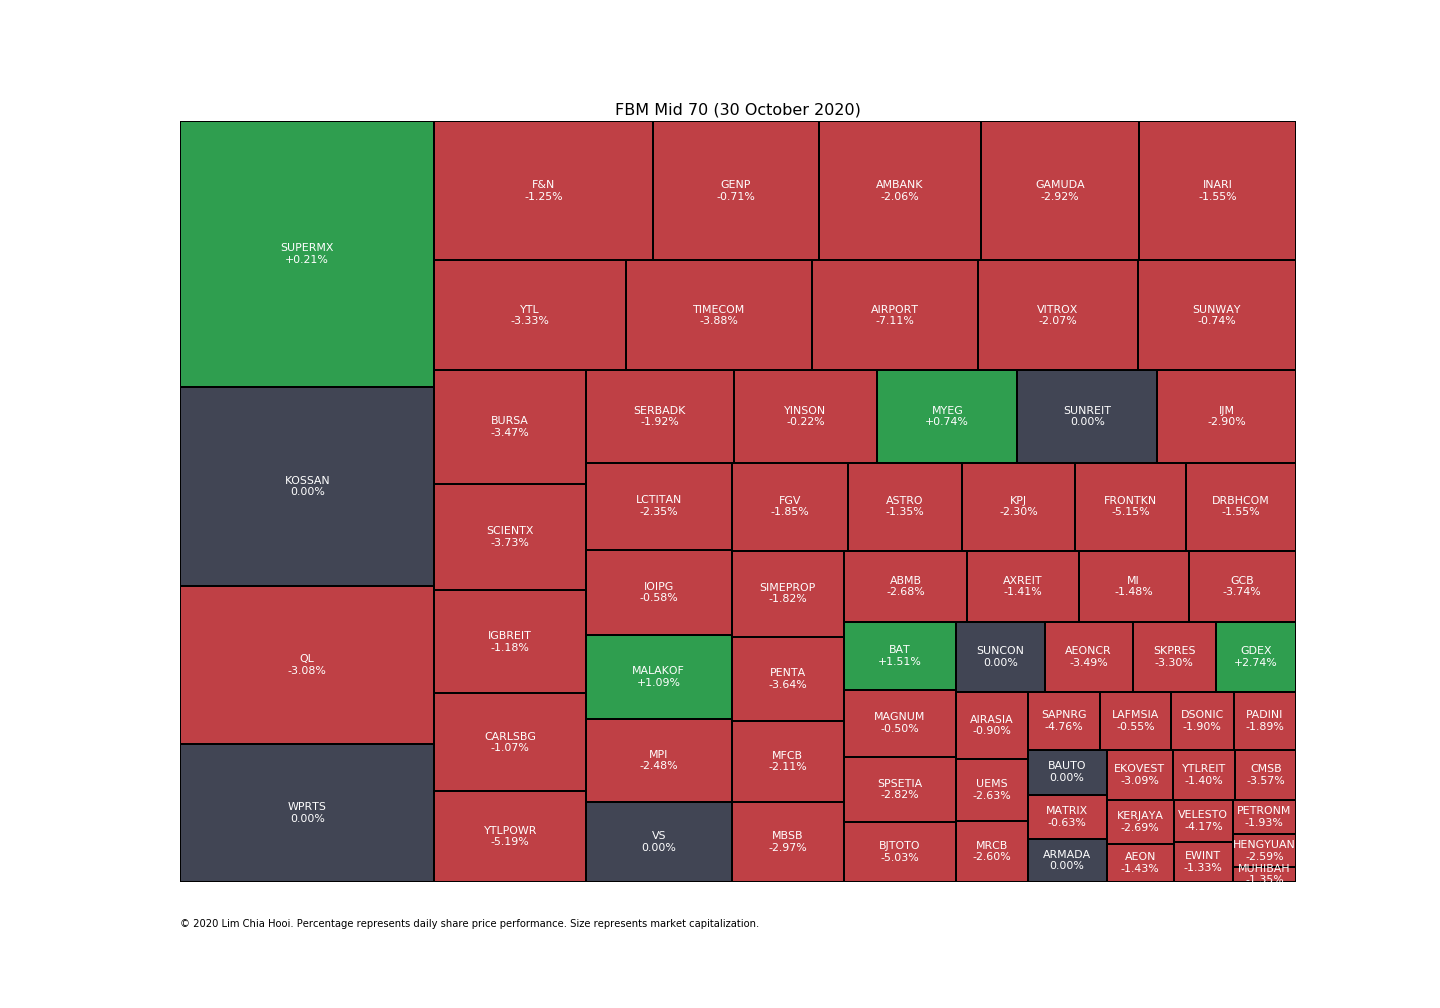 FBM Mid 70 (30 October 2020)
SUPERMX
+0.21%
KOSSAN
0.00%
QL
-3.08%
WPRTS
0.00%
F&N
-1.25%
GENP
-0.71%
AMBANK
-2.06%
GAMUDA
-2.92%
INARI
-1.55%
YTL
-3.33%
TIMECOM
-3.88%
AIRPORT
-7.11%
VITROX
-2.07%
SUNWAY
-0.74%
BURSA
-3.47%
SCIENTX
-3.73%
IGBREIT
-1.18%
CARLSBG
-1.07%
YTLPOWR
-5.19%
SERBADK
-1.92%
YINSON
-0.22%
MYEG
+0.74%
SUNREIT
0.00%
IJM
-2.90%
LCTITAN
-2.35%
IOIPG
-0.58%
MALAKOF
+1.09%
MPI
-2.48%
VS
0.00%
FGV
-1.85%
ASTRO
-1.35%
KPJ
-2.30%
FRONTKN
-5.15%
DRBHCOM
-1.55%
SIMEPROP
-1.82%
PENTA
-3.64%
MFCB
-2.11%
MBSB
-2.97%
ABMB
-2.68%
AXREIT
-1.41%
MI
-1.48%
GCB
-3.74%
BAT
+1.51%
MAGNUM
-0.50%
SPSETIA
-2.82%
BJTOTO
-5.03%
SUNCON
0.00%
AEONCR
-3.49%
SKPRES
-3.30%
GDEX
+2.74%
AIRASIA
-0.90%
UEMS
-2.63%
MRCB
-2.60%
SAPNRG
-4.76%
LAFMSIA
-0.55%
DSONIC
-1.90%
PADINI
-1.89%
BAUTO
0.00%
MATRIX
-0.63%
ARMADA
0.00%
EKOVEST
-3.09%
YTLREIT
-1.40%
CMSB
-3.57%
KERJAYA
-2.69%
AEON
-1.43%
VELESTO
-4.17%
EWINT
-1.33%
PETRONM
-1.93%
HENGYUAN
-2.59%
MUHIBAH
-1.35%
© 2020 Lim Chia Hooi. Percentage represents daily share price performance. Size represents market capitalization.